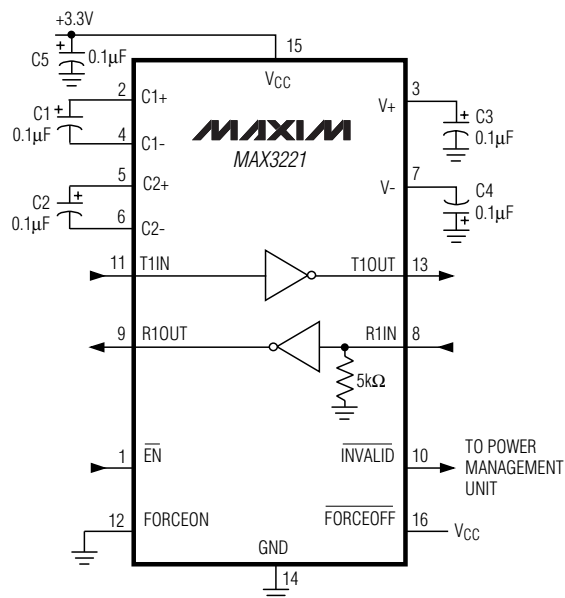 +3.3V
C5
+
0.1µF
15
VCC
2
C1+
C1
+
0.1µF
4
C1-
5
C2+
C2
+
0.1µF
6
C2-
MAXIM
MAX3221
3
V+
+
C3
0.1µF
7
V-
C4
+
0.1µF
11
T1IN
T1OUT
13
9
R1OUT
R1IN
8
5kΩ
1
EN
INVALID
10
TO POWER
MANAGEMENT
UNIT
12
FORCEON
FORCEOFF
16
VCC
GND
14